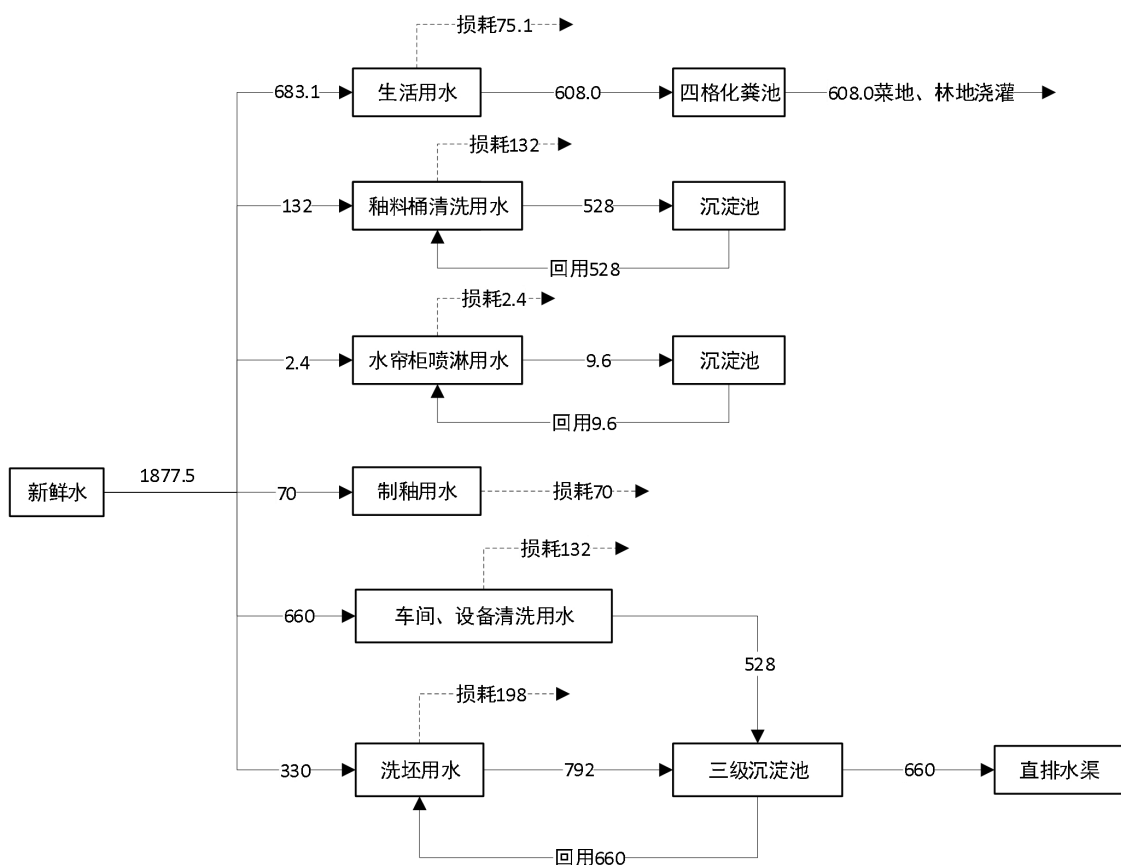 损耗75.1
683.1
生活用水
608.0
四格化粪池
608.0菜地、林地浇灌
损耗132
132
釉料桶清洗用水
528
沉淀池
回用528
损耗2.4
2.4
水帘柜喷淋用水
9.6
沉淀池
回用9.6
新鲜水
1877.5
70
制釉用水
损耗70
损耗132
660
车间、设备清洗用水
528
损耗198
330
洗坯用水
792
三级沉淀池
660
直排水渠
回用660